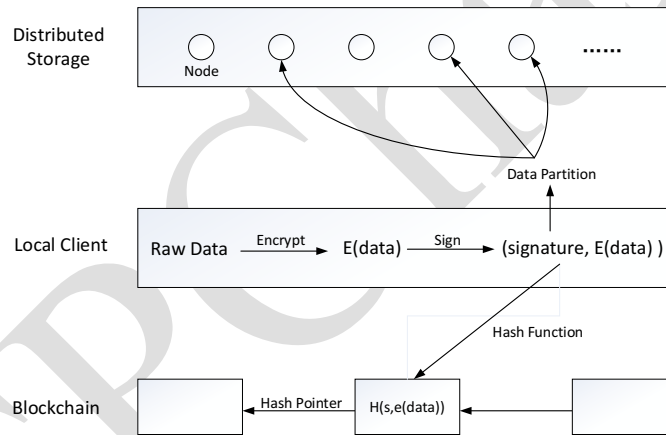 Distributed
Storage
Node
......
Data Partition
Local Client
Raw Data
Encrypt
E(data)
Sign
(signature, E(data) )
Hash Function
Blockchain
Hash Pointer
H(s,e(data))